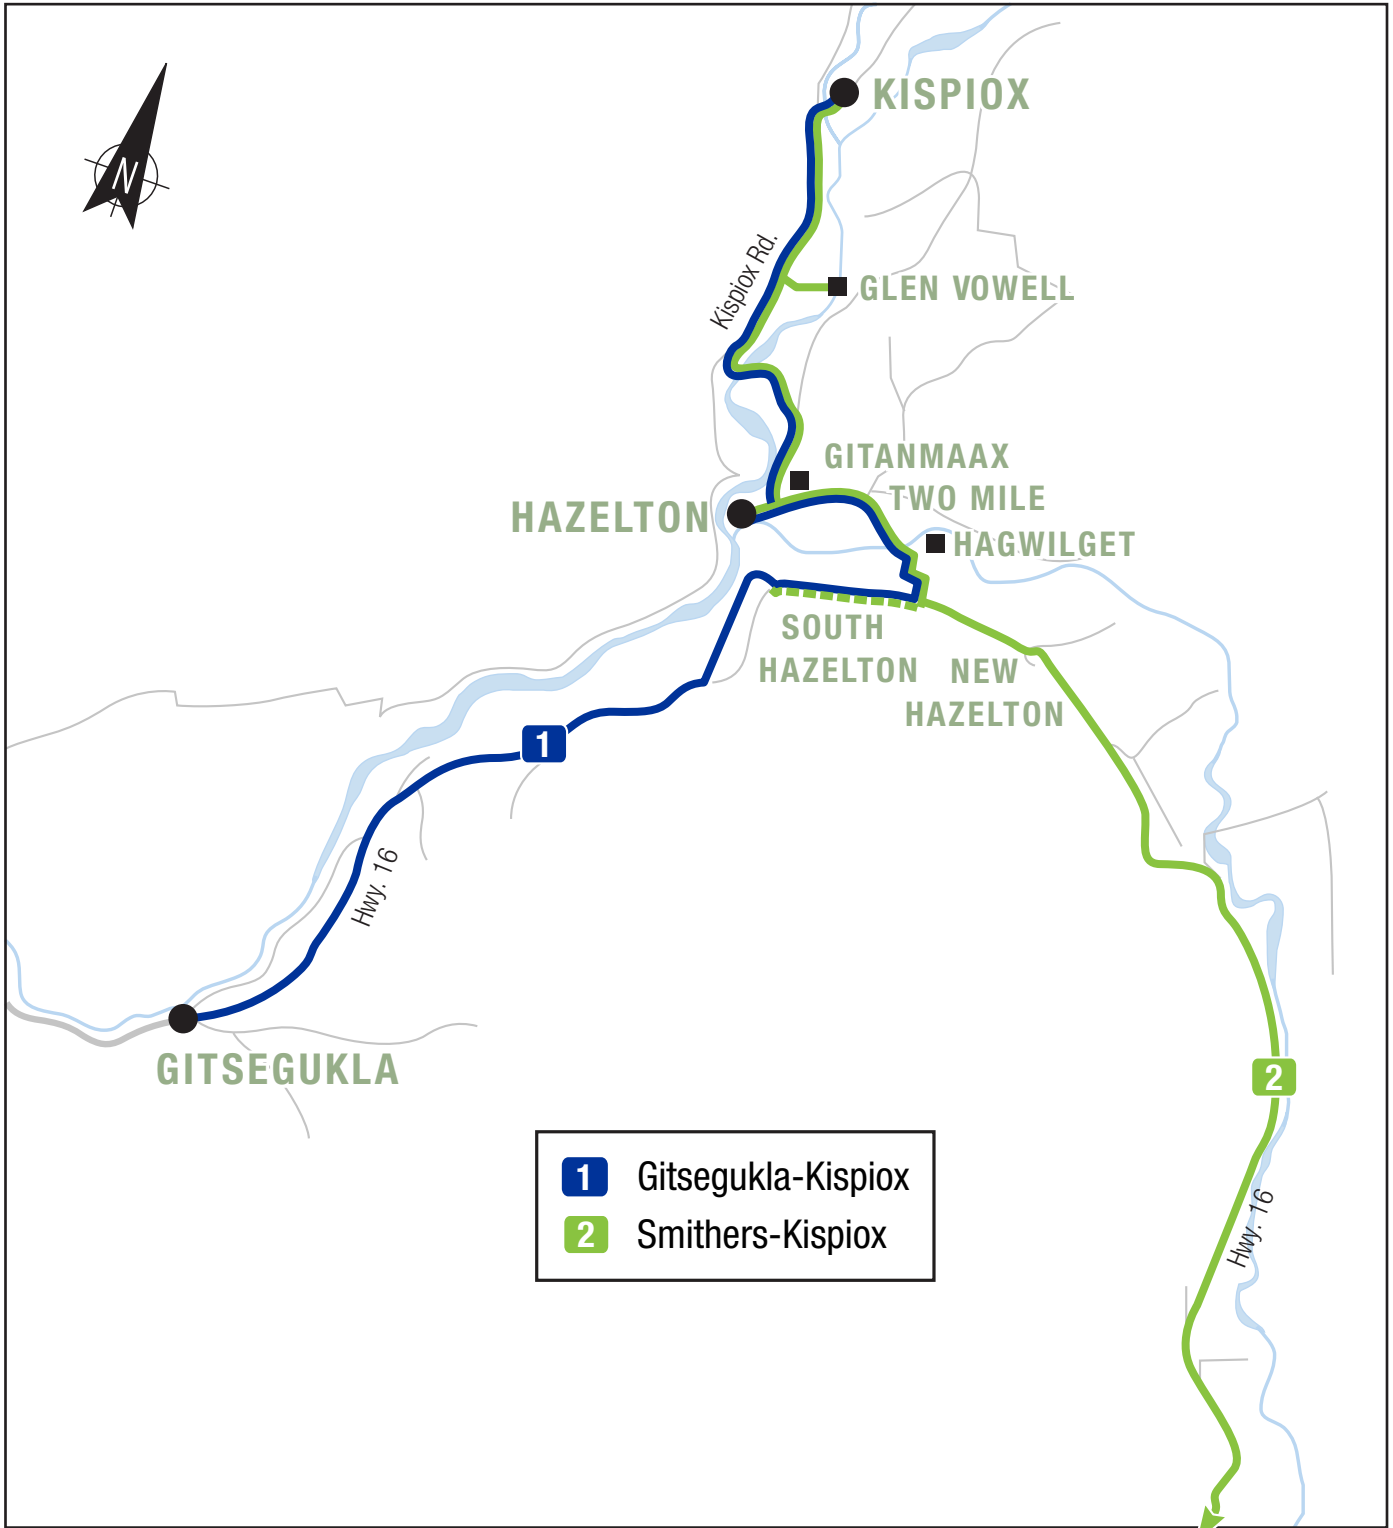 KISPIOX
N
Kispiox Rd.
GLEN VOWELL
GITANMAAX
TWO MILE
HAZELTON
HAGWILGET
SOUTH
HAZELTON
NEW
HAZELTON
1
Hwy. 16
GITSEGUKLA
2
1 Gitsegukla-Kispiox
2 Smithers-Kispiox
Hwy. 16